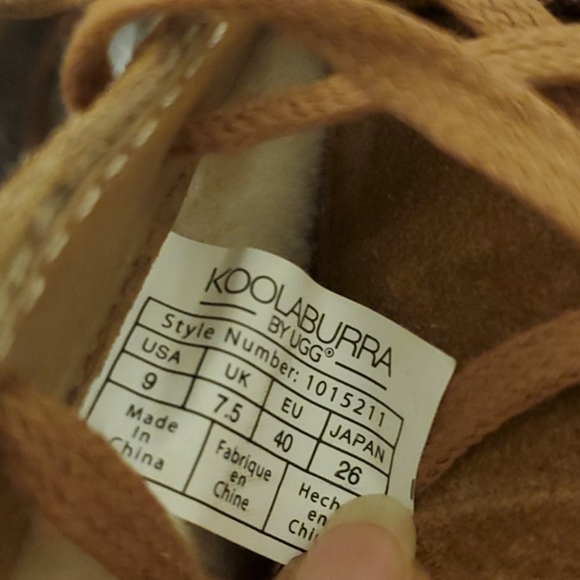 KOOLABURRA
BY UGG®
Style Number: 1015211
USA UK EU JAPAN
9 7.5 40 26
Made In China
Fabrique en Chine
Hech en Chi